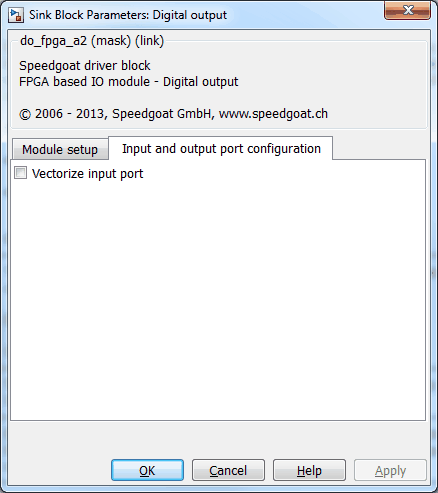 Sink Block Parameters: Digital output
do_fpga_a2 (mask) (link)
Speedgoat driver block
FPGA based IO module - Digital output
© 2006 - 2013, Speedgoat GmbH, www.speedgoat.ch
Module setup
Input and output port configuration
Vectorize input port
OK
Cancel
Help
Apply